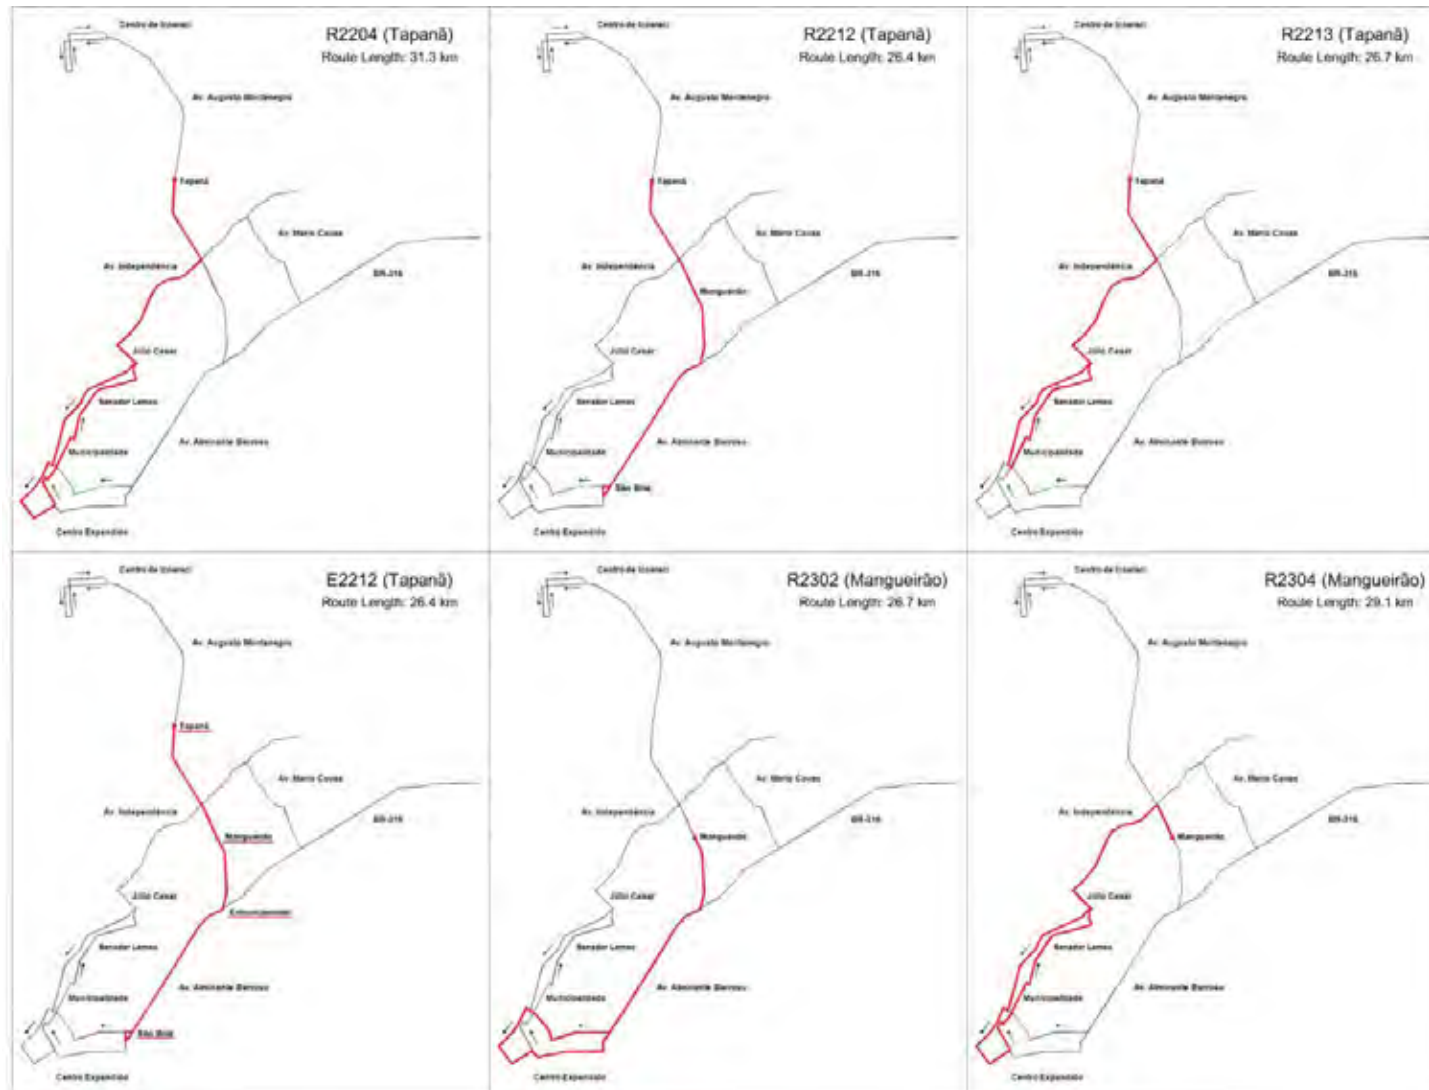 Centro de Icoaraci
R2204 (Tapanã)
Route Length: 31.3 km
Av. Augusto Montenegro
Tapanã
Av. Mario Covas
Av. Independência
BR-316
Júlio Cesar
Senador Lemos
Municipalidade
Av. Almirante Barroso
Centro Expandido
Centro de Icoaraci
R2212 (Tapanã)
Route Length: 26.4 km
Av. Augusto Montenegro
Tapanã
Av. Mario Covas
Av. Independência
BR-316
Mangueirão
Júlio Cesar
Senador Lemos
Municipalidade
Av. Almirante Barroso
São Brás
Centro Expandido
Centro de Icoaraci
R2213 (Tapanã)
Route Length: 26.7 km
Av. Augusto Montenegro
Tapanã
Av. Mario Covas
Av. Independência
BR-316
Júlio Cesar
Senador Lemos
Municipalidade
Av. Almirante Barroso
Centro Expandido
Centro de Icoaraci
E2212 (Tapanã)
Route Length: 26.4 km
Av. Augusto Montenegro
Tapanã
Av. Mario Covas
Av. Independência
BR-316
Mangueirão
Júlio Cesar
Entroncamento
Senador Lemos
Av. Almirante Barroso
Municipalidade
São Brás
Centro Expandido
Centro de Icoaraci
R2302 (Mangueirão)
Route Length: 26.7 km
Av. Augusto Montenegro
Av. Mario Covas
Av. Independência
BR-316
Mangueirão
Júlio Cesar
Senador Lemos
Av. Almirante Barroso
Municipalidade
Centro Expandido
Centro de Icoaraci
R2304 (Mangueirão)
Route Length: 29.1 km
Av. Augusto Montenegro
Av. Mario Covas
Av. Independência
BR-316
Mangueirão
Júlio Cesar
Senador Lemos
Av. Almirante Barroso
Municipalidade
Centro Expandido